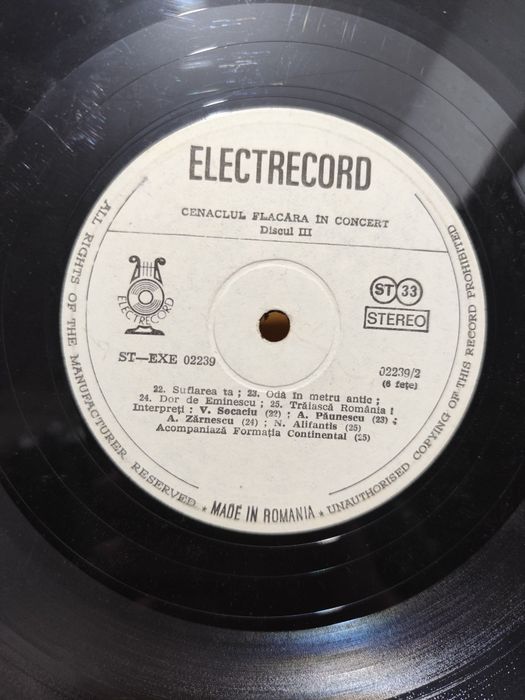 ELECTRECORD
CENACLUL FLACĂRA ÎN CONCERT
Discul III
ELECTRECORD
ST 33
STEREO
ST—EXE 02239
02239/2
(6 fețe)
22. Suflarea ta ; 23. Odă în metru antic ;
24. Dor de Eminescu ; 25. Trăiască România !
Interpreți : V. Socaciu (22) ; A. Păunescu (23) ;
A. Zărnescu (24) ; N. Alifantis (25)
Acompaniază Formația Continental (25)
ALL RIGHTS OF THE MANUFACTURER RESERVED ★ MADE IN ROMANIA ★ UNAUTHORISED COPYING OF THIS RECORD PROHIBITED